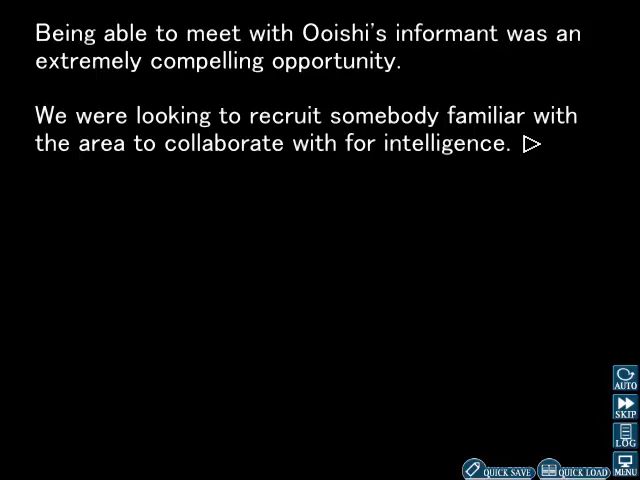 Being able to meet with Ooishi's informant was an
extremely compelling opportunity.
We were looking to recruit somebody familiar with
the area to collaborate with for intelligence.
AUTO
SKIP
LOG
QUICK SAVE QUICK LOAD MENU